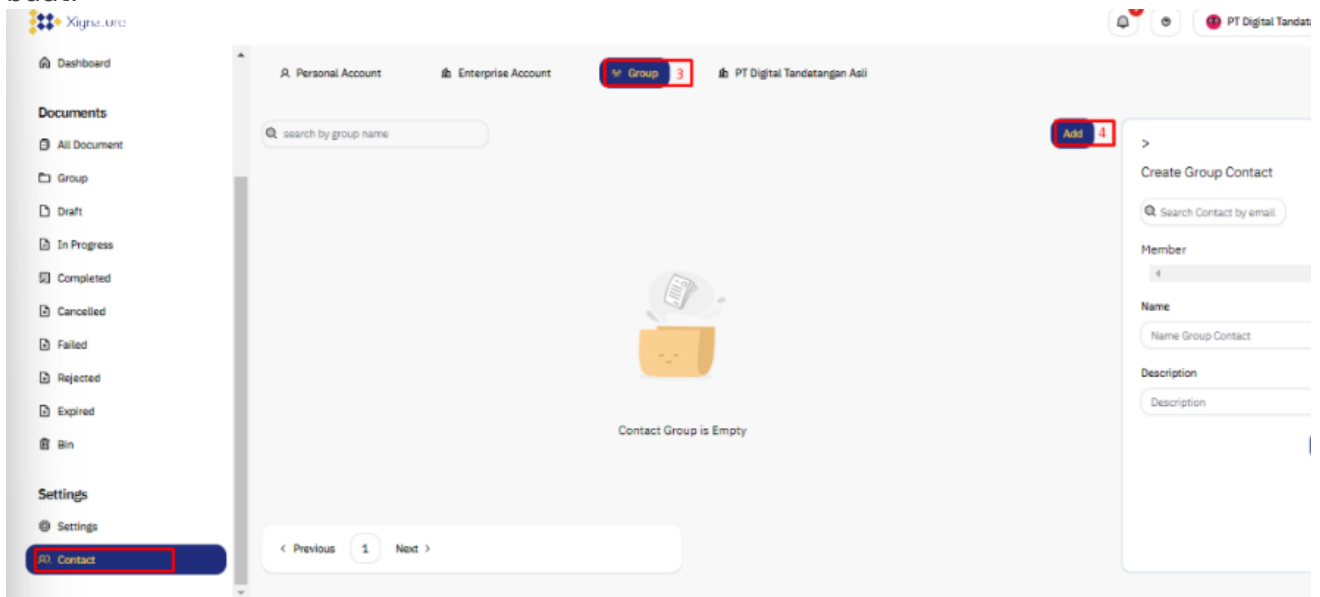 Xignature
PT Digital Tandata
Dashboard
Personal Account
Enterprise Account
Group
3
PT Digital Tandatangan Asli
Documents
search by group name
Add
4
All Document
>
Group
Create Group Contact
Draft
Search Contact by email
In Progress
Member
Completed
Cancelled
Name
Failed
Name Group Contact
Rejected
Description
Expired
Description
Bin
Contact Group is Empty
Settings
Settings
< Previous 1 Next >
Contact